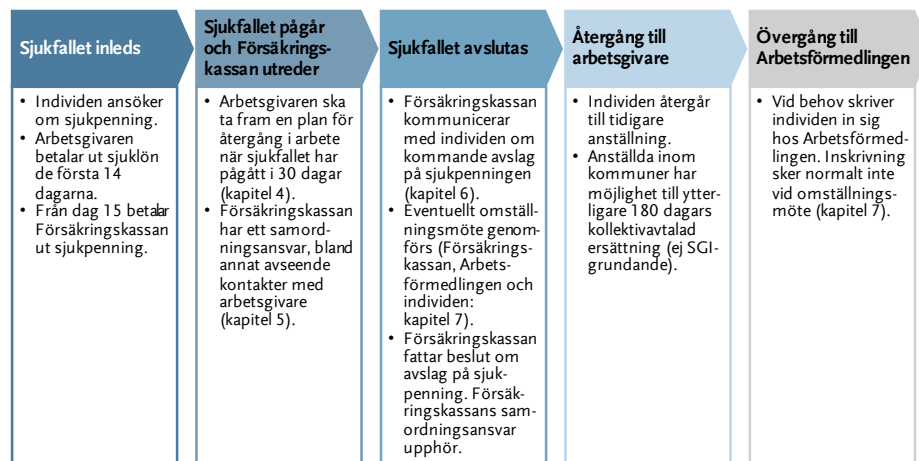 Sjukfallet inleds
• Individen ansöker
om sjukpenning.
• Arbetsgivaren
betalar ut sjuklön
de första 14
dagarna.
• Från dag 15 betalar
Försäkringskassan
ut sjukpenning.
Sjukfallet pågår
och Försäkrings-
kassan utreder
• Arbetsgivaren ska
ta fram en plan för
återgång i arbete
när sjukfallet har
pågått i 30 dagar
(kapitel 4).
• Försäkringskassan
har ett samord-
ningsansvar, bland
annat avseende
kontakter med
arbetsgivare
(kapitel 5).
Sjukfallet avslutas
• Försäkringskassan
kommunicerar
med individen om
kommande avslag
på sjukpenningen
(kapitel 6).
• Eventuellt omställ-
ningsmöte genom-
förs (Försäkrings-
kassan, Arbets-
förmedlingen och
individen:
kapitel 7).
• Försäkringskassan
fattar beslut om
avslag på sjuk-
penning. Försäk-
ringskassans sam-
ordningsansvar
upphör.
Återgång till
arbetsgivare
• Individen återgår
till tidigare
anställning.
• Anställda inom
kommuner har
möjlighet till ytter-
ligare 180 dagars
kollektivavtalad
ersättning (ej SGI-
grundande).
Övergång till
Arbetsförmedlingen
• Vid behov skriver
individen in sig
hos Arbetsförmed-
lingen. Inskrivning
sker normalt inte
vid omställnings-
möte (kapitel 7).